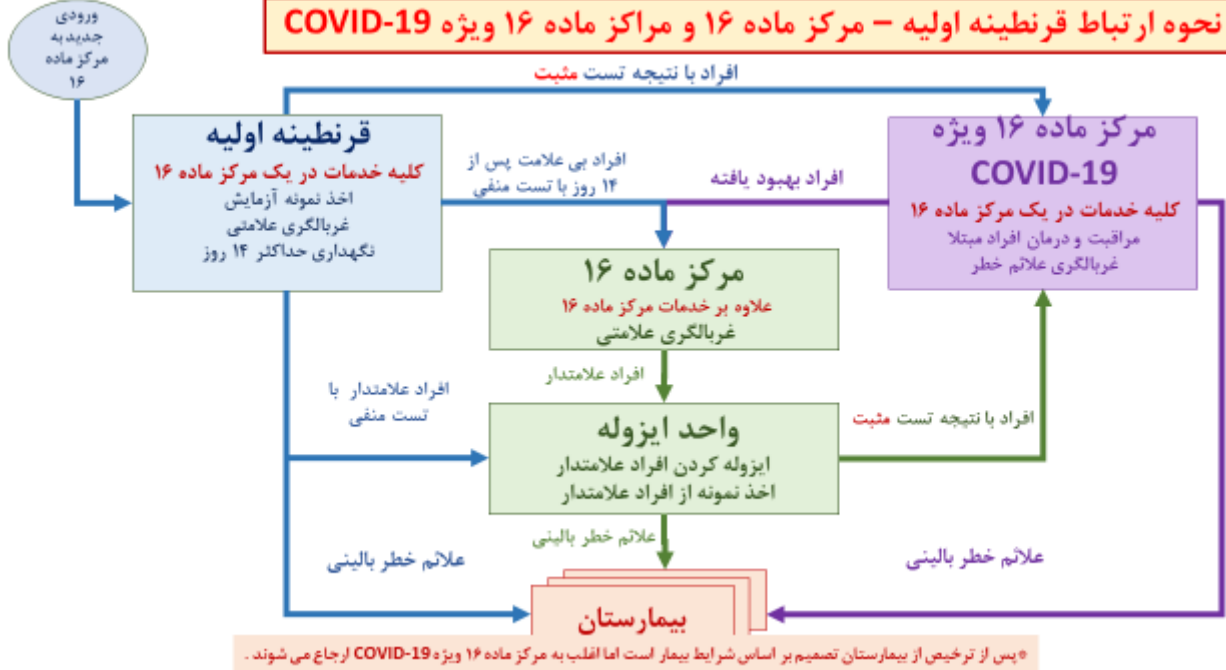 نحوه ارتباط قرنطینه اولیه – مرکز ماده ۱۶ و مراکز ماده ۱۶ ویژه COVID-19
ورودی
جدید به
مرکز ماده
۱۶
افراد با نتیجه تست مثبت
قرنطینه اولیه
کلیه خدمات در یک مرکز ماده ۱۶
اخذ نمونه آزمایش
غربالگری علامتی
نگهداری حداکثر ۱۴ روز
افراد بی علامت پس از
۱۴ روز با تست منفی
افراد بهبود یافته
مرکز ماده ۱۶ ویژه
COVID-19
کلیه خدمات در یک مرکز ماده ۱۶
مراقبت و درمان افراد مبتلا
غربالگری علائم خطر
مرکز ماده ۱۶
علاوه بر خدمات مرکز ماده ۱۶
غربالگری علامتی
افراد علامتدار
افراد علامتدار با
تست منفی
واحد ایزوله
ایزوله کردن افراد علامتدار
اخذ نمونه از افراد علامتدار
افراد با نتیجه تست مثبت
علائم خطر بالینی
علائم خطر بالینی
علائم خطر بالینی
بیمارستان
*پس از ترخیص از بیمارستان تصمیم بر اساس شرایط بیمار است اما اغلب به مرکز ماده ۱۶ ویژه COVID-19 ارجاع می شوند .